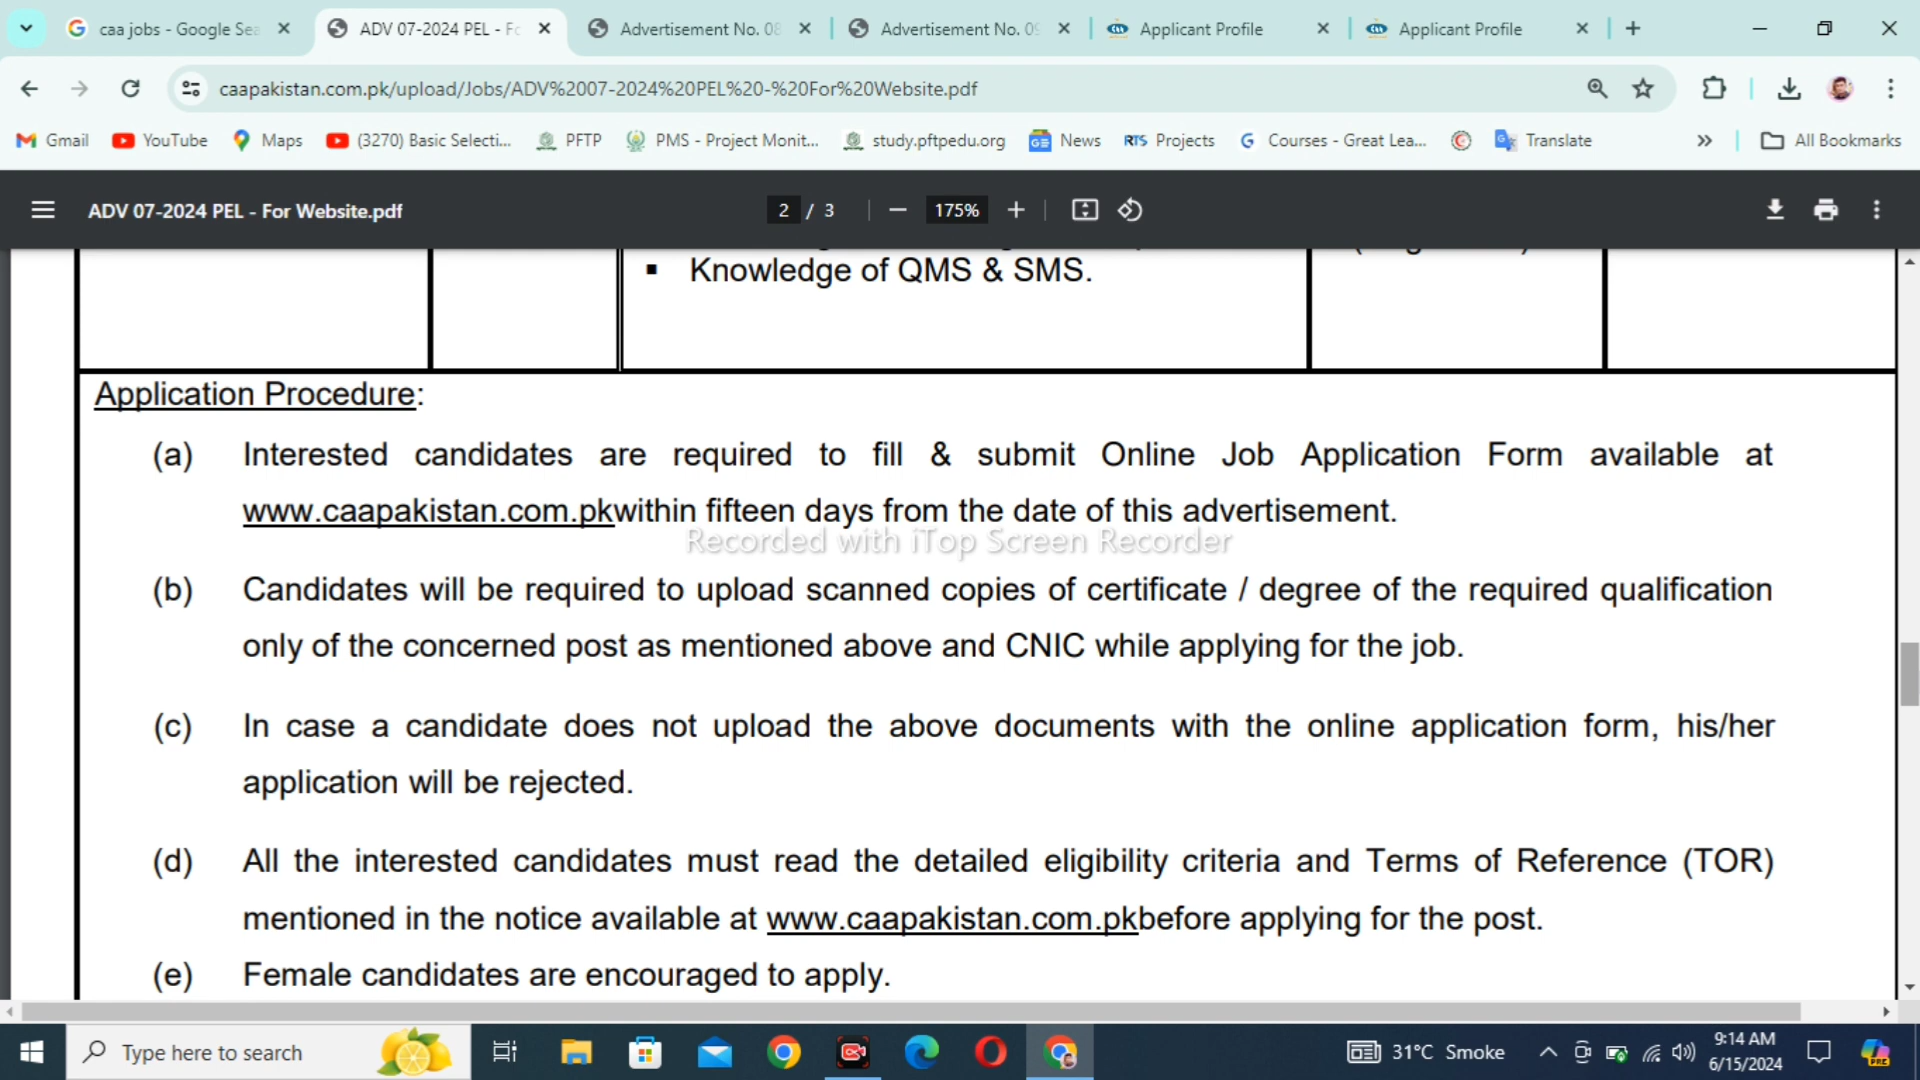 caa jobs - Google Sea
ADV 07-2024 PEL - Fo
Advertisement No. 08
Advertisement No. 09
Applicant Profile
Applicant Profile
caapakistan.com.pk/upload/Jobs/ADV%2007-2024%20PEL%20-%20For%20Website.pdf
Gmail
YouTube
Maps
(3270) Basic Selecti...
PFTP
PMS - Project Monit...
study.pftpedu.org
News
RTS Projects
Courses - Great Lea...
Translate
All Bookmarks
ADV 07-2024 PEL - For Website.pdf
2 / 3
175%
▪ Knowledge of QMS & SMS.
Application Procedure:
(a) Interested candidates are required to fill & submit Online Job Application Form available at
www.caapakistan.com.pkwithin fifteen days from the date of this advertisement.
Recorded with iTop Screen Recorder
(b) Candidates will be required to upload scanned copies of certificate / degree of the required qualification
only of the concerned post as mentioned above and CNIC while applying for the job.
(c) In case a candidate does not upload the above documents with the online application form, his/her
application will be rejected.
(d) All the interested candidates must read the detailed eligibility criteria and Terms of Reference (TOR)
mentioned in the notice available at www.caapakistan.com.pkbefore applying for the post.
(e) Female candidates are encouraged to apply.
Type here to search
31°C Smoke
9:14 AM
6/15/2024
PRE